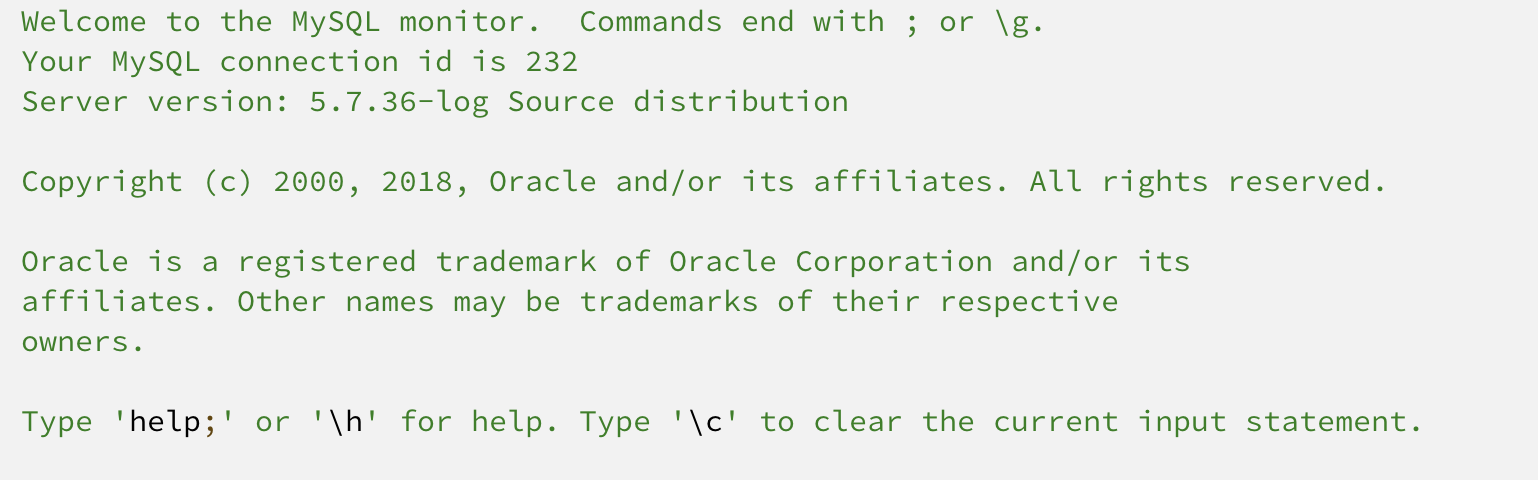 Welcome to the MySQL monitor.  Commands end with ; or \g.
Your MySQL connection id is 232
Server version: 5.7.36-log Source distribution
Copyright (c) 2000, 2018, Oracle and/or its affiliates. All rights reserved.
Oracle is a registered trademark of Oracle Corporation and/or its
affiliates. Other names may be trademarks of their respective
owners.
Type 'help;' or '\h' for help. Type '\c' to clear the current input statement.